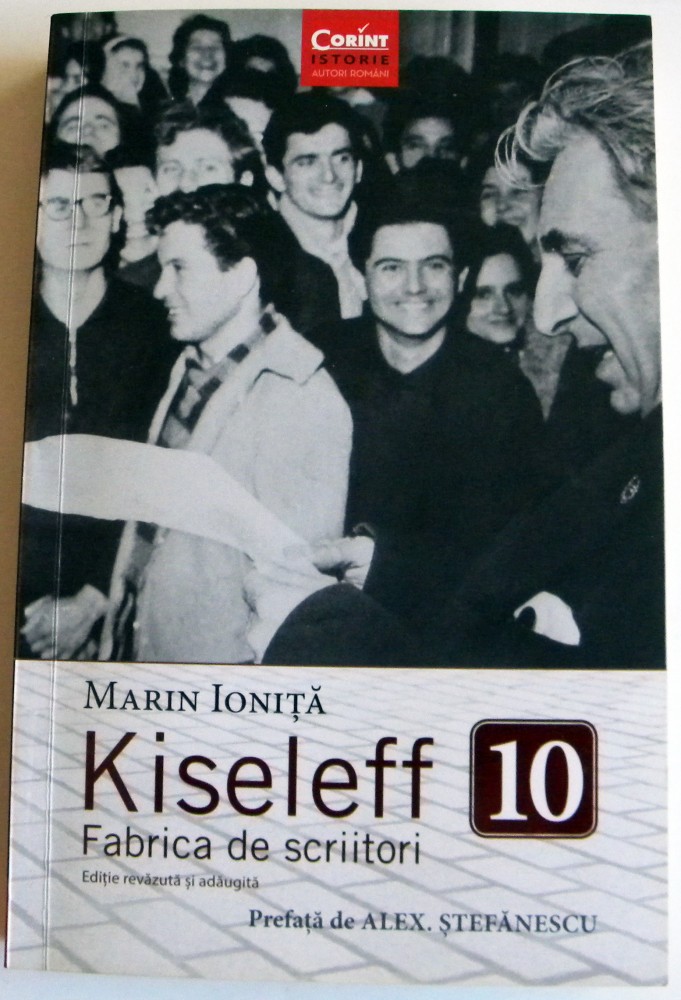 CORINT
ISTORIE
AUTORI ROMÂNI
MARIN IONIȚĂ
Kiseleff 10
Fabrica de scriitori
Ediție revăzută și adăugită
Prefață de ALEX. ȘTEFĂNESCU